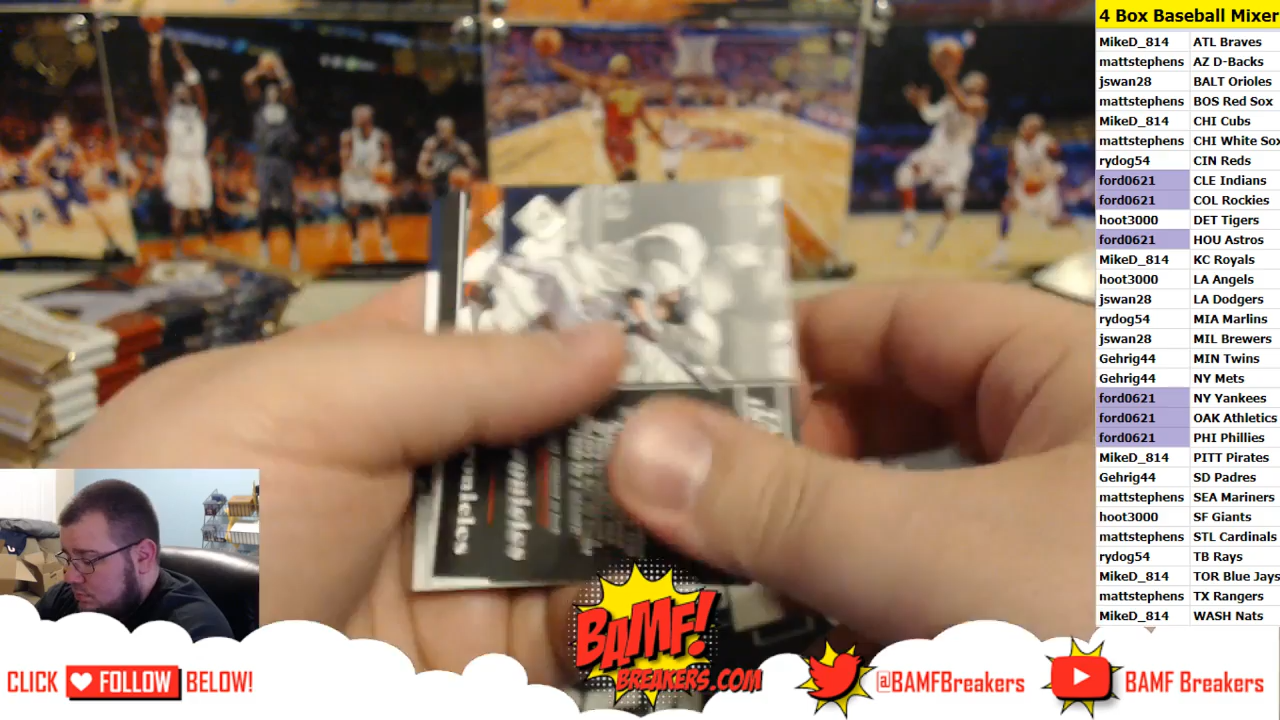 4 Box Baseball Mixer
MikeD_814 ATL Braves
mattstephens AZ D-Backs
jswan28 BALT Orioles
mattstephens BOS Red Sox
MikeD_814 CHI Cubs
mattstephens CHI White Sox
rydog54 CIN Reds
ford0621 CLE Indians
ford0621 COL Rockies
hoot3000 DET Tigers
ford0621 HOU Astros
MikeD_814 KC Royals
hoot3000 LA Angels
jswan28 LA Dodgers
rydog54 MIA Marlins
jswan28 MIL Brewers
Gehrig44 MIN Twins
Gehrig44 NY Mets
ford0621 NY Yankees
ford0621 OAK Athletics
ford0621 PHI Phillies
MikeD_814 PITT Pirates
Gehrig44 SD Padres
mattstephens SEA Mariners
hoot3000 SF Giants
mattstephens STL Cardinals
rydog54 TB Rays
MikeD_814 TOR Blue Jays
mattstephens TX Rangers
MikeD_814 WASH Nats
CLICK FOLLOW BELOW!
BAMF!
BREAKERS.COM
@BAMFBreakers
BAMF Breakers